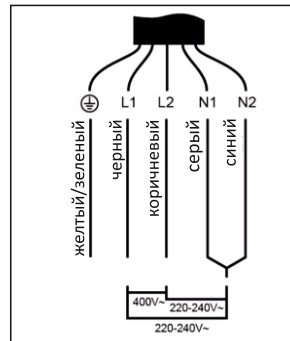 L1 L2 N1 N2
желтый/зеленый
черный
коричневый
серый
синий
400V~
220-240V~
220-240V~